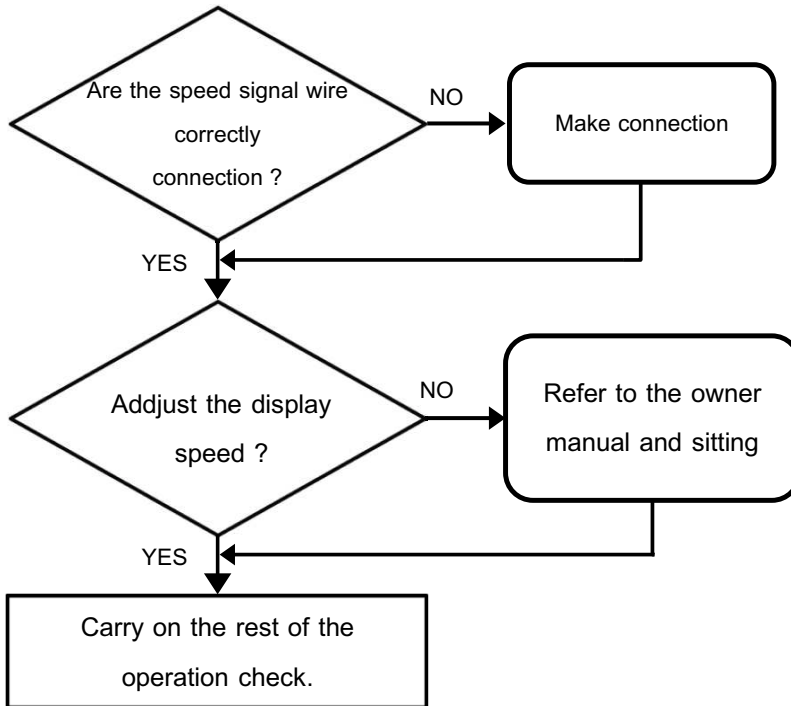 Are the speed signal wire
correctly
connection ?
NO
Make connection
YES
Addjust the display
speed ?
NO
Refer to the owner
manual and sitting
YES
Carry on the rest of the
operation check.